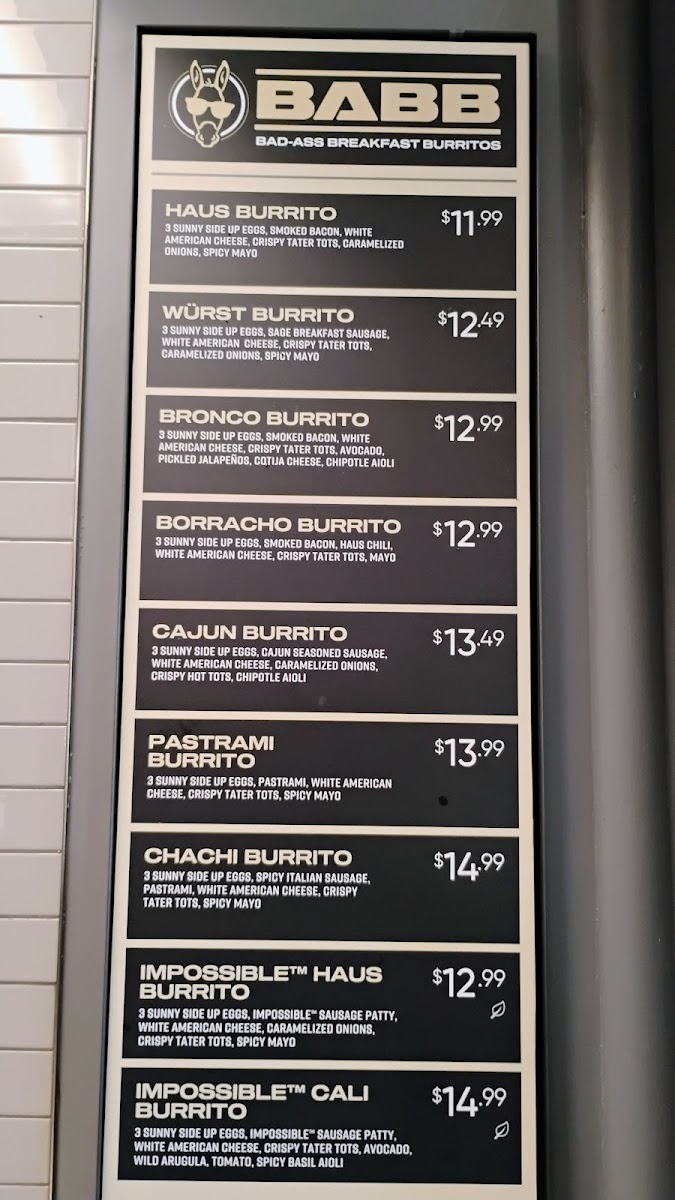 BABB
BAD-ASS BREAKFAST BURRITOS
HAUS BURRITO
$11.99
3 SUNNY SIDE UP EGGS, SMOKED BACON, WHITE
AMERICAN CHEESE, CRISPY TATER TOTS, CARAMELIZED
ONIONS, SPICY MAYO
WÜRST BURRITO
$12.49
3 SUNNY SIDE UP EGGS, SAGE BREAKFAST SAUSAGE,
WHITE AMERICAN CHEESE, CRISPY TATER TOTS,
CARAMELIZED ONIONS, SPICY MAYO
BRONCO BURRITO
$12.99
3 SUNNY SIDE UP EGGS, SMOKED BACON, WHITE
AMERICAN CHEESE, CRISPY TATER TOTS, AVOCADO,
PICKLED JALAPEÑOS, COTIJA CHEESE, CHIPOTLE AIOLI
BORRACHO BURRITO
$12.99
3 SUNNY SIDE UP EGGS, SMOKED BACON, HAUS CHILI,
WHITE AMERICAN CHEESE, CRISPY TATER TOTS, MAYO
CAJUN BURRITO
$13.49
3 SUNNY SIDE UP EGGS, CAJUN SEASONED SAUSAGE,
WHITE AMERICAN CHEESE, CARAMELIZED ONIONS,
CRISPY HOT TOTS, CHIPOTLE AIOLI
PASTRAMI
BURRITO
$13.99
3 SUNNY SIDE UP EGGS, PASTRAMI, WHITE AMERICAN
CHEESE, CRISPY TATER TOTS, SPICY MAYO
CHACHI BURRITO
$14.99
3 SUNNY SIDE UP EGGS, SPICY ITALIAN SAUSAGE,
PASTRAMI, WHITE AMERICAN CHEESE, CRISPY
TATER TOTS, SPICY MAYO
IMPOSSIBLE™ HAUS
BURRITO
$12.99
3 SUNNY SIDE UP EGGS, IMPOSSIBLE™ SAUSAGE PATTY,
WHITE AMERICAN CHEESE, CARAMELIZED ONIONS,
CRISPY TATER TOTS, SPICY MAYO
IMPOSSIBLE™ CALI
BURRITO
$14.99
3 SUNNY SIDE UP EGGS, IMPOSSIBLE™ SAUSAGE PATTY,
WHITE AMERICAN CHEESE, CRISPY TATER TOTS, AVOCADO,
WILD ARUGULA, TOMATO, SPICY BASIL AIOLI